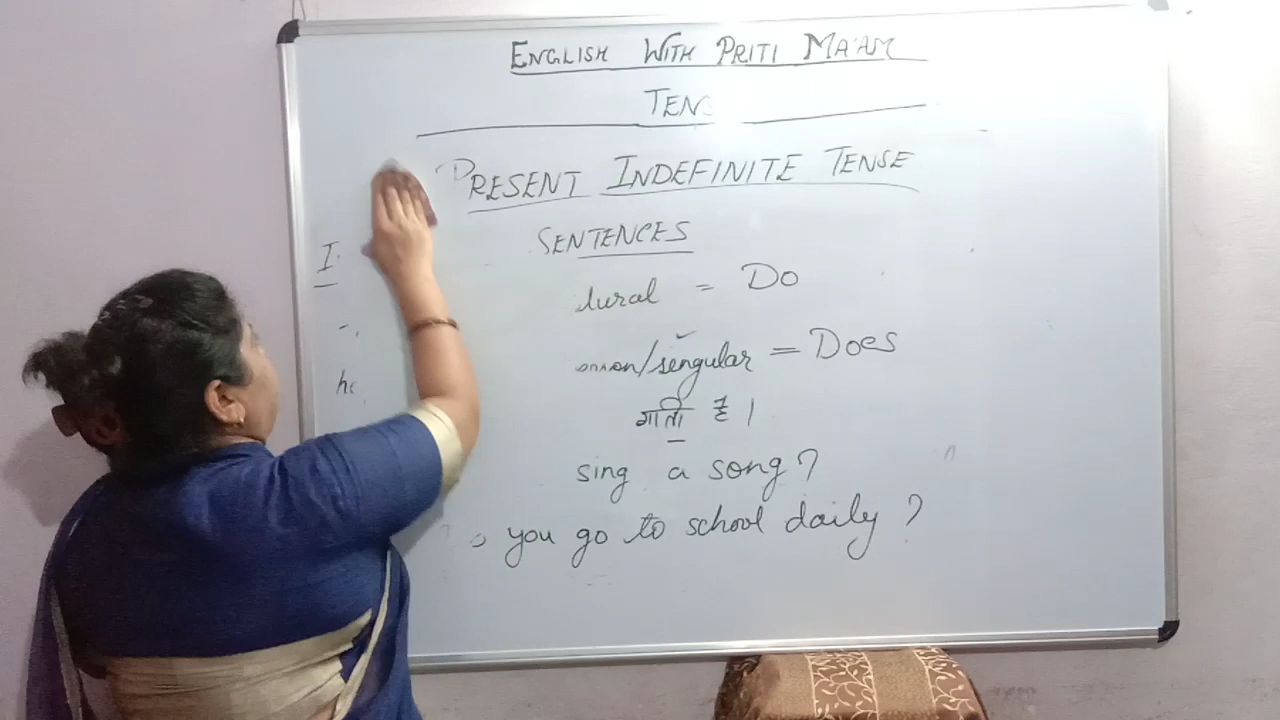 ENGLISH WITH PRITI MA'AM
TEN
PRESENT INDEFINITE TENSE
I
SENTENCES
lural = Do
/sengular = Does
he
गाती है।
sing a song?
you go to school daily?